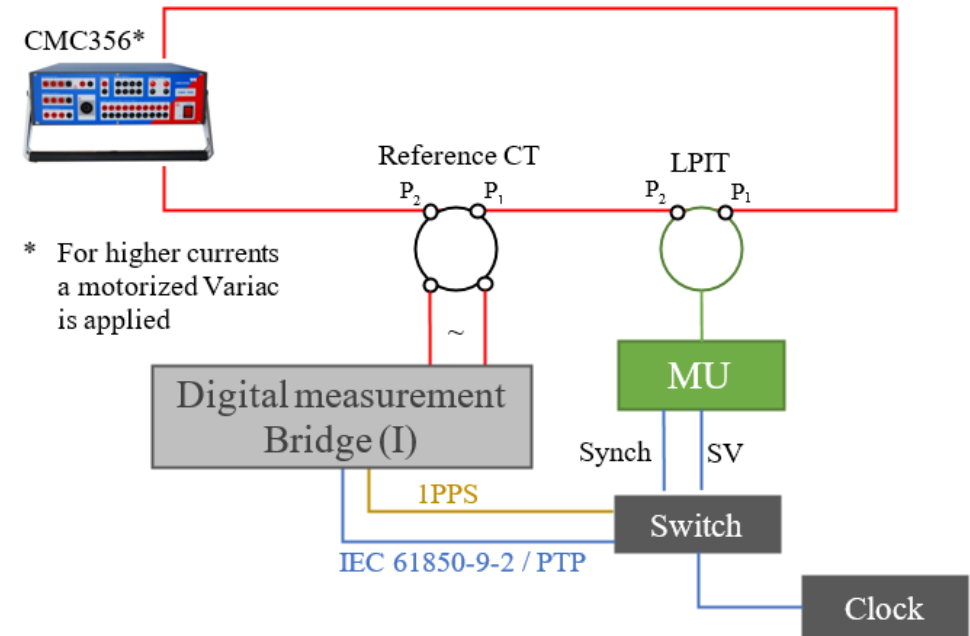 CMC356*
Reference CT
P₂ P₁
LPIT
P₂ P₁
* For higher currents
a motorized Variac
is applied
~
Digital measurement
Bridge (I)
MU
Synch
SV
1PPS
Switch
IEC 61850-9-2 / PTP
Clock